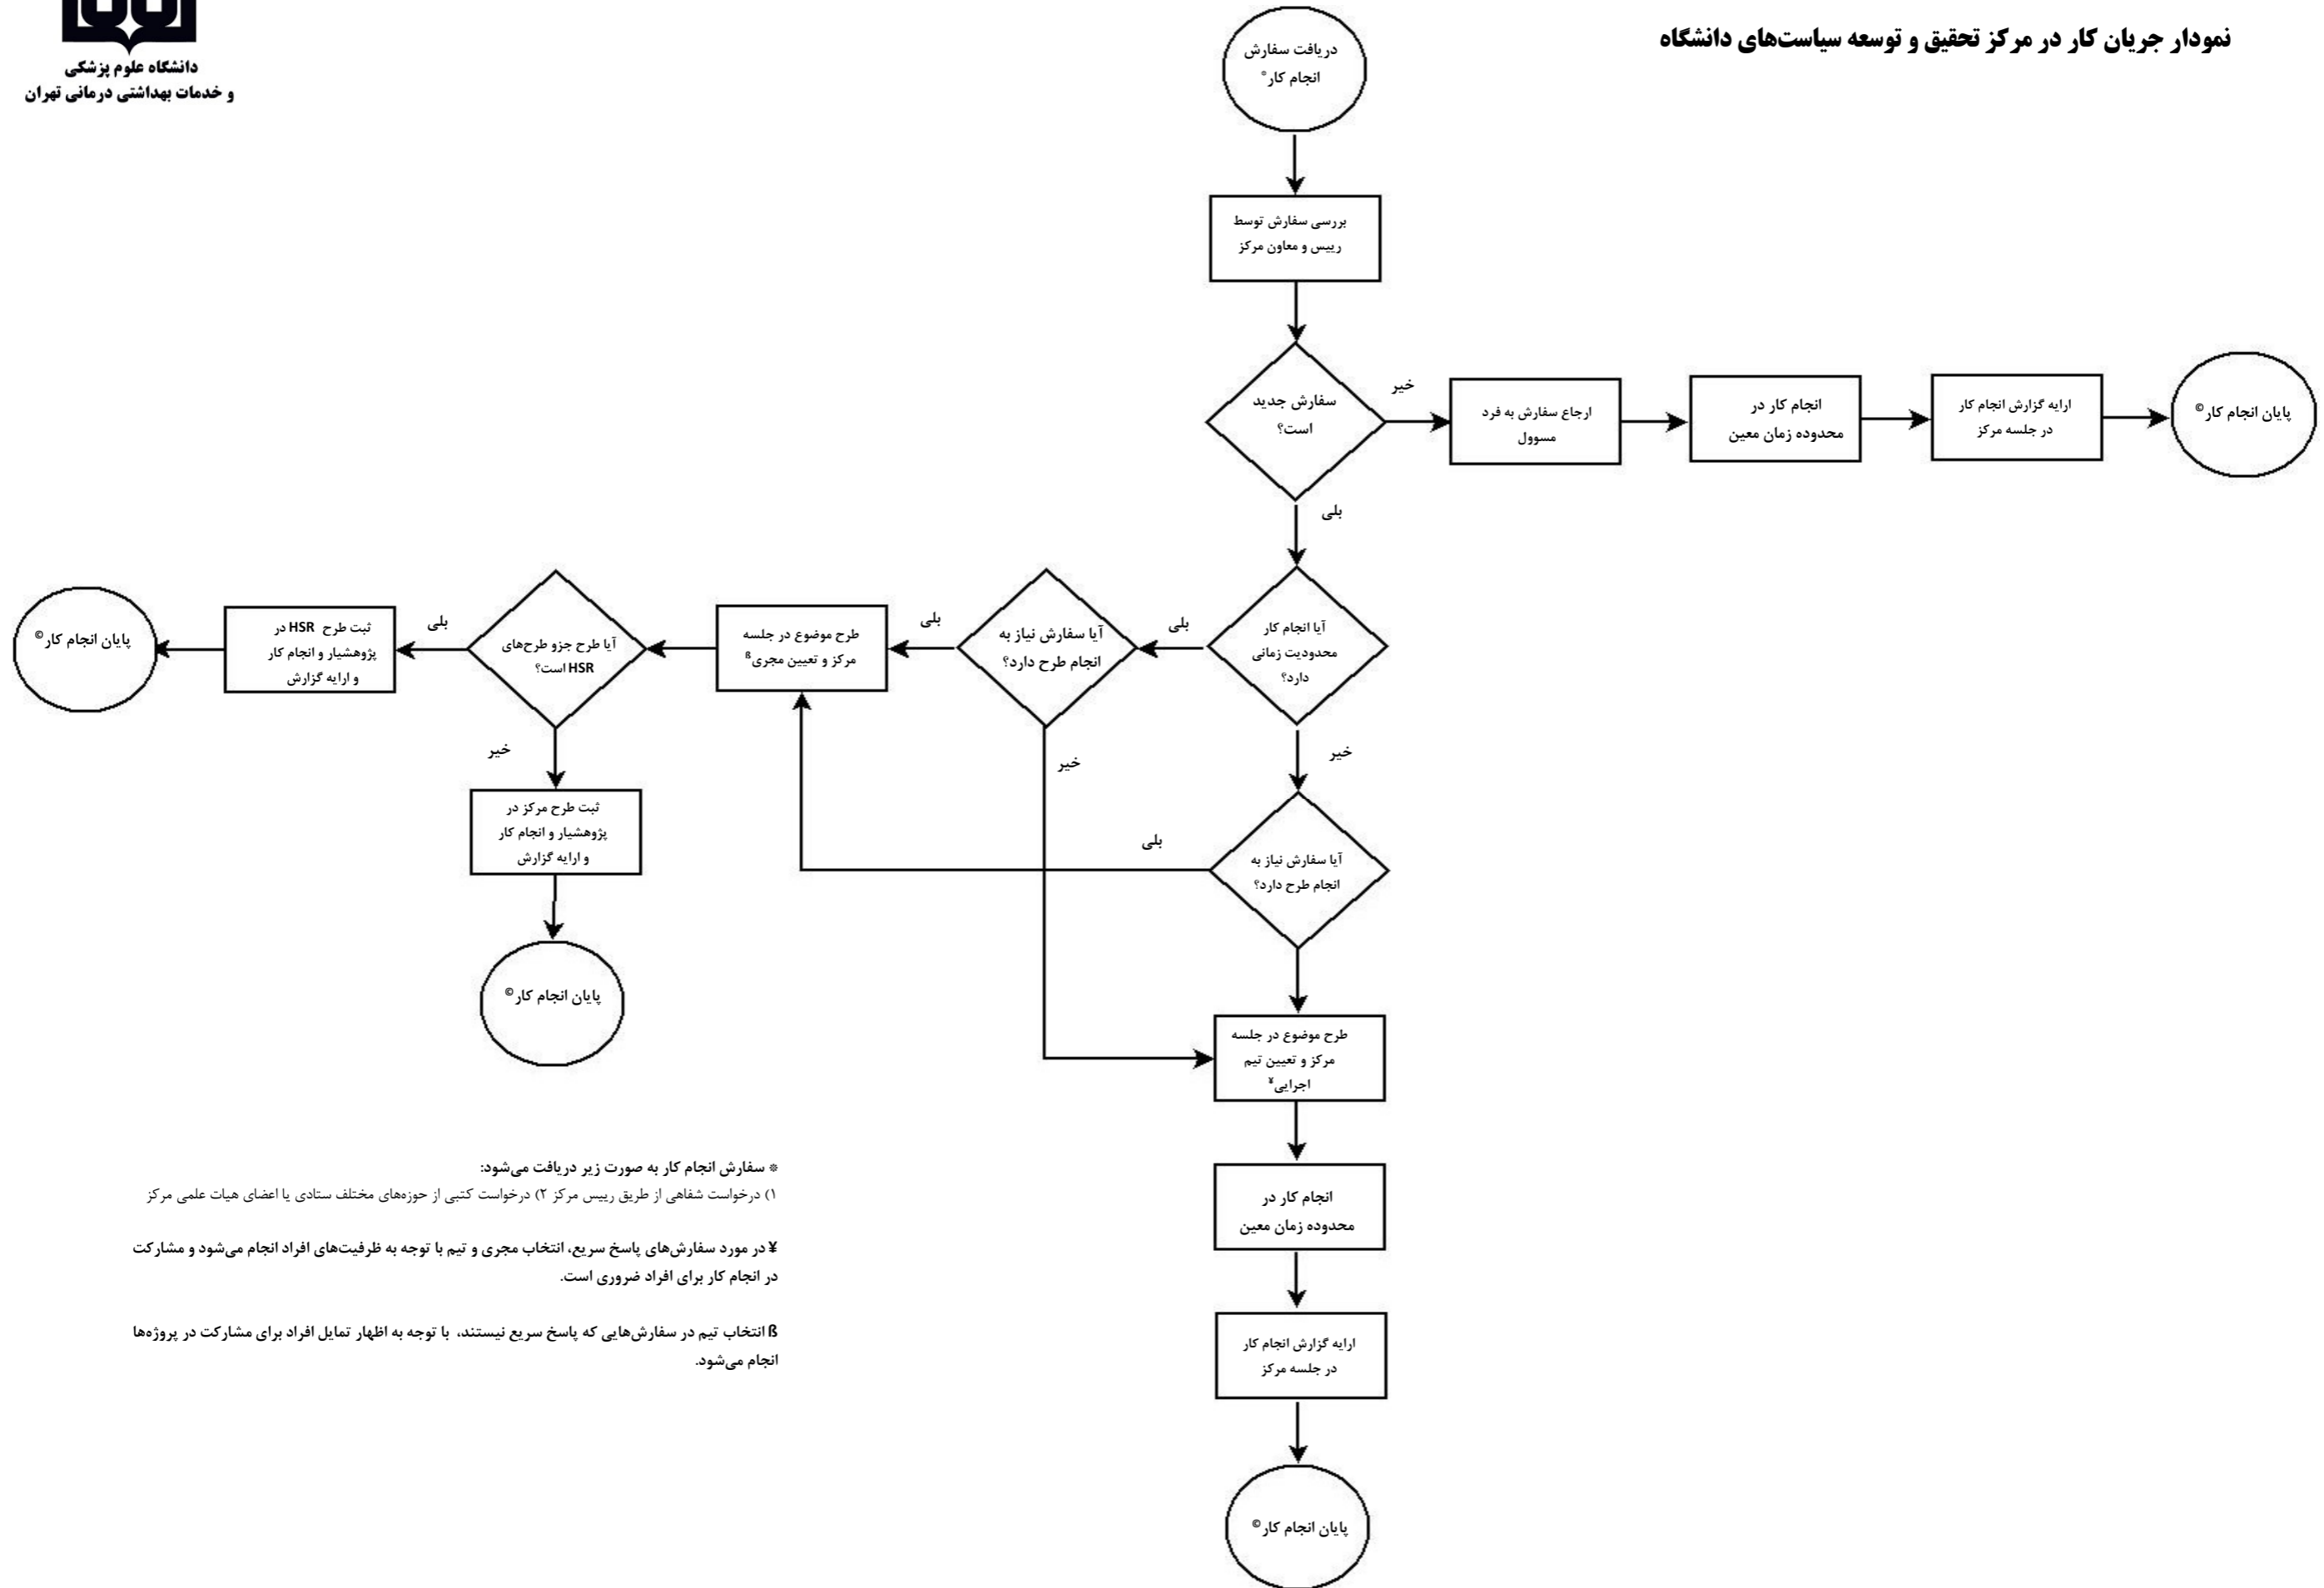 نمودار جریان کار در مرکز تحقیق و توسعه سیاست‌های دانشگاه
دانشگاه علوم پزشکی
و خدمات بهداشتی درمانی تهران
دریافت سفارش
انجام کار*
بررسی سفارش توسط
رییس و معاون مرکز
سفارش جدید
است؟
خیر
ارجاع سفارش به فرد
مسوول
انجام کار در
محدوده زمان معین
ارایه گزارش انجام کار
در جلسه مرکز
پایان انجام کار©
بلی
آیا انجام کار
محدودیت زمانی
دارد؟
بلی
آیا سفارش نیاز به
انجام طرح دارد؟
بلی
طرح موضوع در جلسه
مرکز و تعیین مجری ß
آیا طرح جزو طرح‌های
HSR است؟
بلی
ثبت طرح HSR در
پژوهشیار و انجام کار
و ارایه گزارش
پایان انجام کار©
خیر
ثبت طرح مرکز در
پژوهشیار و انجام کار
و ارایه گزارش
پایان انجام کار©
خیر
خیر
آیا سفارش نیاز به
انجام طرح دارد؟
بلی
طرح موضوع در جلسه
مرکز و تعیین تیم
اجرایی¥
انجام کار در
محدوده زمان معین
ارایه گزارش انجام کار
در جلسه مرکز
پایان انجام کار©
* سفارش انجام کار به صورت زیر دریافت می‌شود:
۱) درخواست شفاهی از طریق رییس مرکز ۲) درخواست کتبی از حوزه‌های مختلف ستادی یا اعضای هیات علمی مرکز
¥ در مورد سفارش‌های پاسخ سریع، انتخاب مجری و تیم با توجه به ظرفیت‌های افراد انجام می‌شود و مشارکت
در انجام کار برای افراد ضروری است.
ß انتخاب تیم در سفارش‌هایی که پاسخ سریع نیستند، با توجه به اظهار تمایل افراد برای مشارکت در پروژه‌ها
انجام می‌شود.